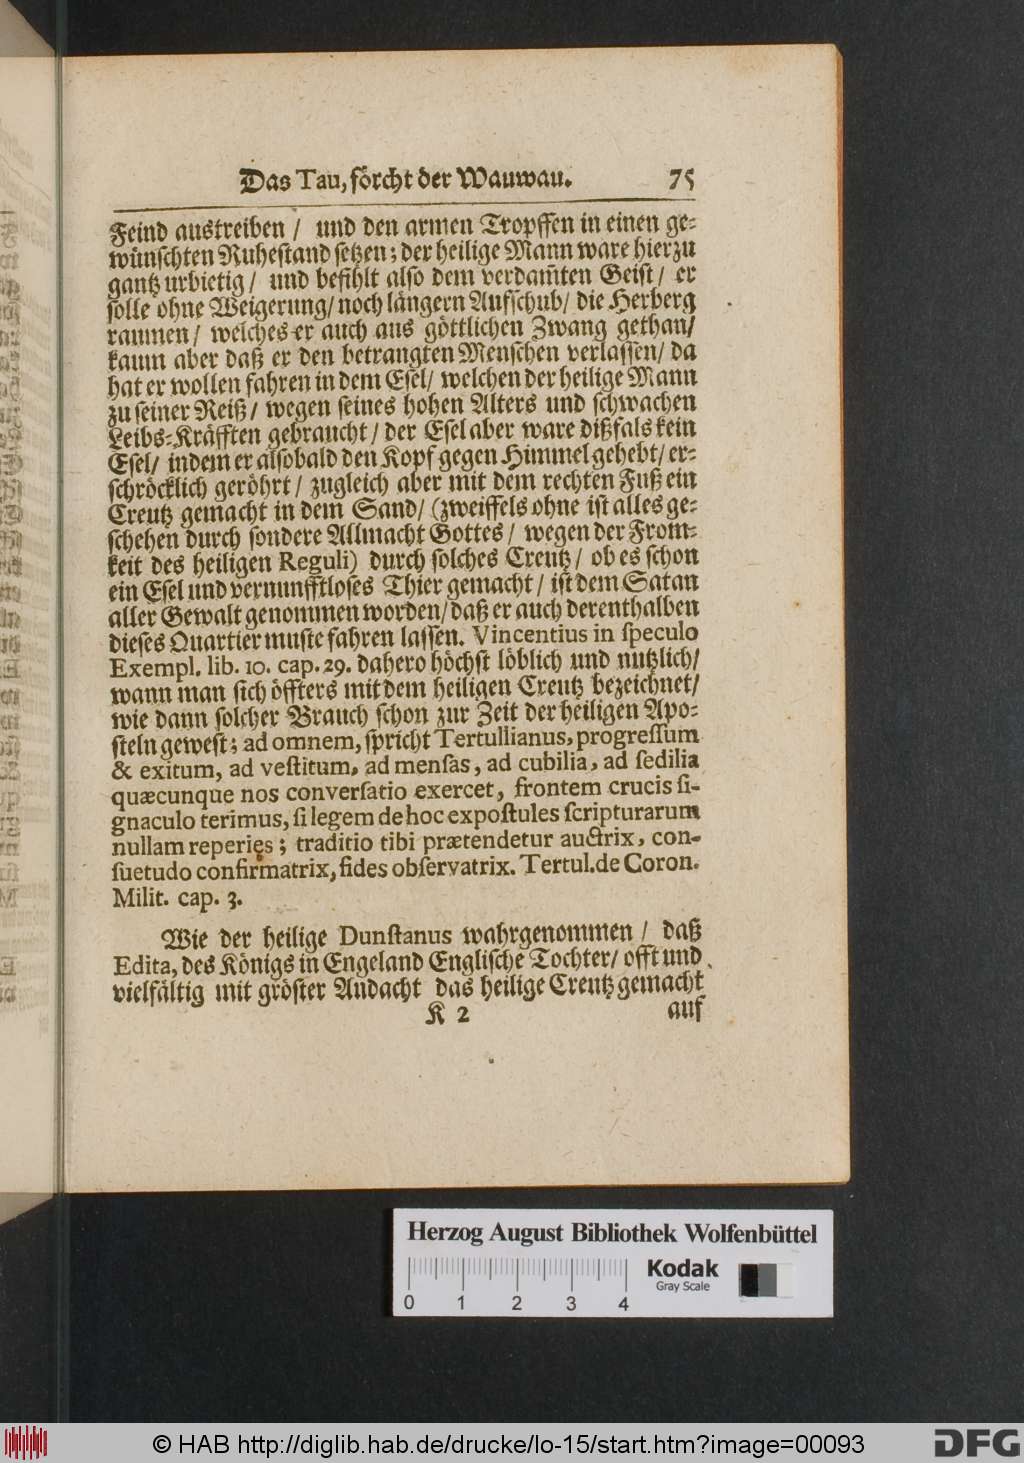 Das Tau, förcht der Wauwau. 75
Feind austreiben / und den armen Tropffen in einen ge-
wünschten Ruhestand setzen; der heilige Mann ware hierzu
gantz urbietig / und befihlt also dem verdam̃ten Geist / er
solle ohne Weigerung / noch längern Aufschub / die Herberg
raumen / welches er auch aus göttlichen Zwang gethan /
kaum aber daß er den betrangten Menschen verlassen / da
hat er wollen fahren in dem Esel / welchen der heilige Mann
zu seiner Reiß / wegen seines hohen Alters und schwachen
Leibs-Kräfften gebraucht / der Esel aber ware dißfals kein
Esel / indem er alsobald den Kopf gegen Himmel gehebt / er-
schröcklich geröhrt / zugleich aber mit dem rechten Fuß ein
Creutz gemacht in dem Sand / (zweiffels ohne ist alles ge-
schehen durch sondere Allmacht Gottes / wegen der From-
keit des heiligen Reguli) durch solches Creutz / ob es schon
ein Esel und vernunfftloses Thier gemacht / ist dem Satan
aller Gewalt genommen worden / daß er auch derenthalben
dieses Quartier muste fahren lassen. Vincentius in speculo
Exempl. lib. 10. cap. 29. dahero höchst löblich und nutzlich /
wann man sich öffters mit dem heiligen Creutz bezeichnet /
wie dann solcher Brauch schon zur Zeit der heiligen Apo-
steln gewest; ad omnem, spricht Tertullianus, progressum
& exitum, ad vestitum, ad mensas, ad cubilia, ad sedilia
quæcunque nos conversatio exercet, frontem crucis si-
gnaculo terimus, si legem de hoc expostules scripturarum
nullam reperięs; traditio tibi prætendetur auctrix, con-
suetudo confirmatrix, fides observatrix. Tertul. de Coron.
Milit. cap. 3.
Wie der heilige Dunstanus wahrgenommen / daß
Edita, des Königs in Engeland Englische Tochter / offt und
vielfältig mit gröster Andacht das heilige Creutz gemacht
K 2 auf
Herzog August Bibliothek Wolfenbüttel
0 1 2 3 4
Kodak
Gray Scale
© HAB http://diglib.hab.de/drucke/lo-15/start.htm?image=00093
DFG